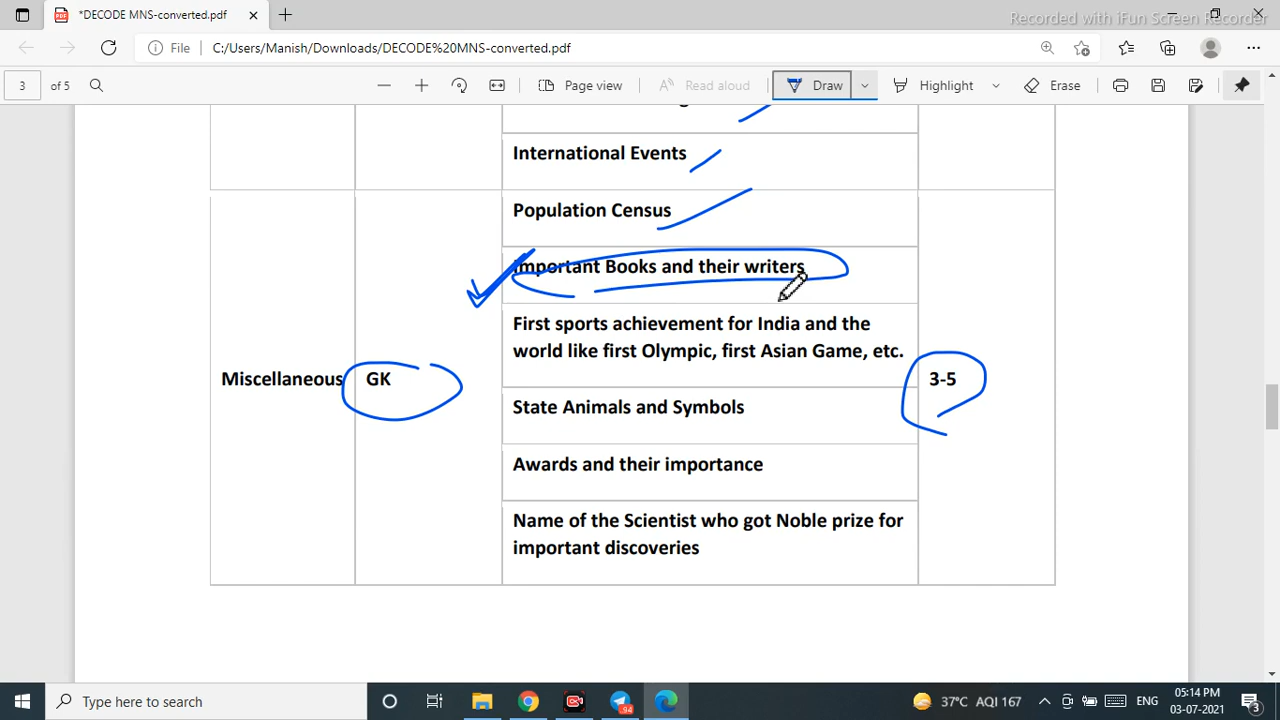 *DECODE MNS-converted.pdf
Recorded with iFun Screen Recorder
File C:/Users/Manish/Downloads/DECODE%20MNS-converted.pdf
3 of 5 Page view Read aloud Draw Highlight Erase
International Events
Population Census
Important Books and their writers
First sports achievement for India and the
world like first Olympic, first Asian Game, etc.
Miscellaneous GK 3-5
State Animals and Symbols
Awards and their importance
Name of the Scientist who got Noble prize for
important discoveries
Type here to search 94 37°C AQI 167 ENG 05:14 PM
03-07-2021 3